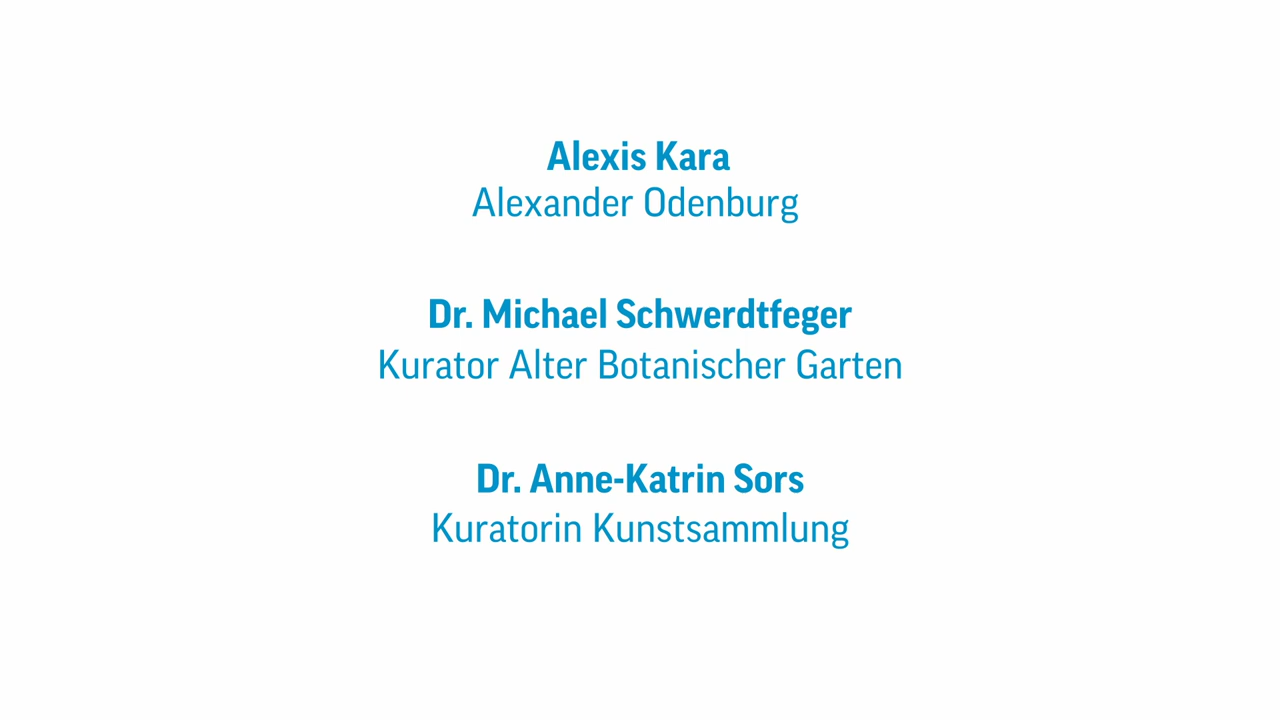 Alexis Kara
Alexander Odenburg
Dr. Michael Schwerdtfeger
Kurator Alter Botanischer Garten
Dr. Anne-Katrin Sors
Kuratorin Kunstsammlung